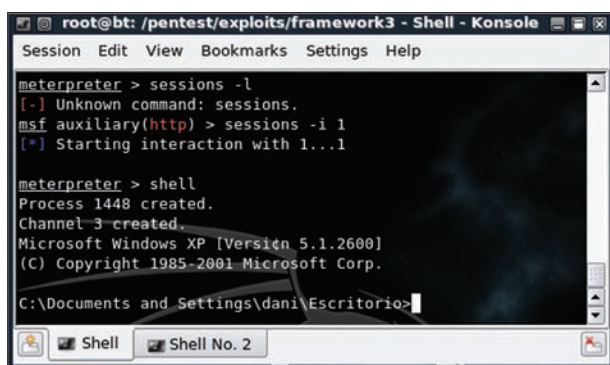 root@bt: /pentest/exploits/framework3 - Shell - Konsole
Session Edit View Bookmarks Settings Help
meterpreter > sessions -l
[-] Unknown command: sessions.
msf auxiliary(http) > sessions -i 1
[*] Starting interaction with 1...1
meterpreter > shell
Process 1448 created.
Channel 3 created.
Microsoft Windows XP [Versi¢n 5.1.2600]
(C) Copyright 1985-2001 Microsoft Corp.
C:\Documents and Settings\dani\Escritorio>
Shell Shell No. 2